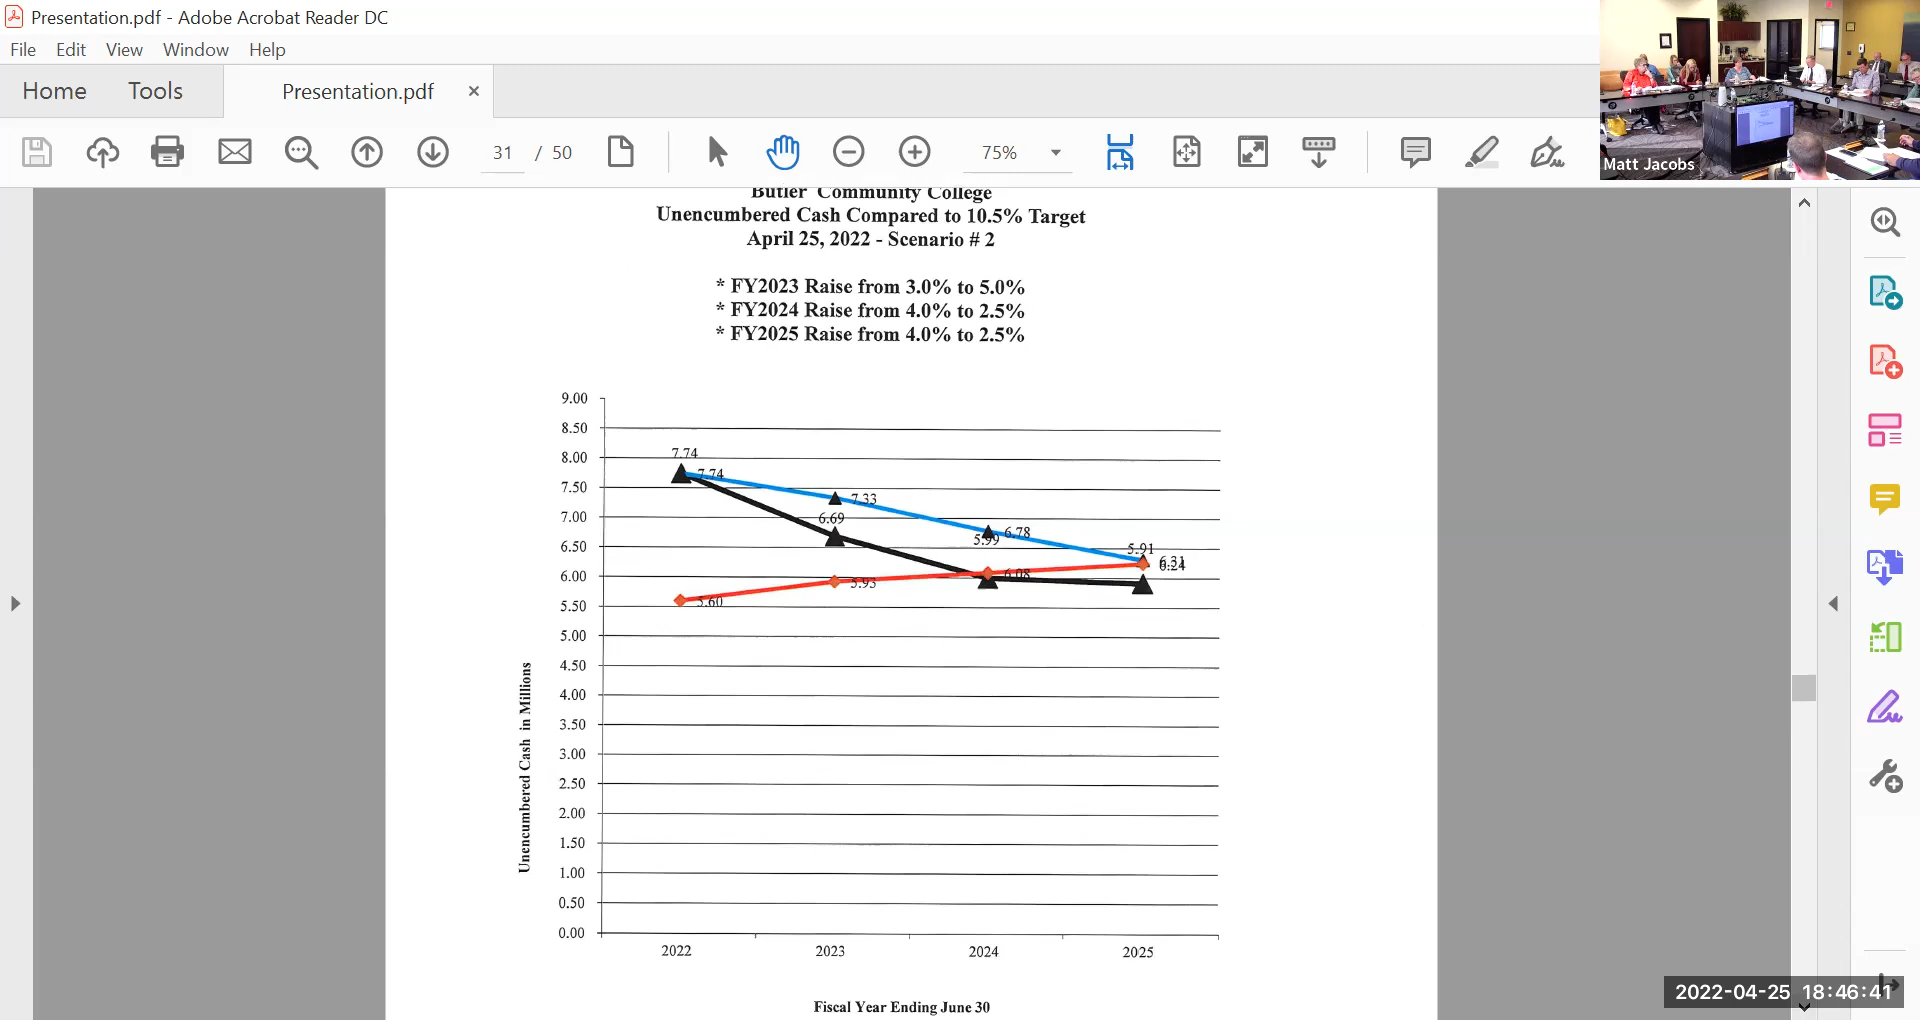 Presentation.pdf - Adobe Acrobat Reader DC
File Edit View Window Help
Home Tools Presentation.pdf ×
31 / 50 75%
Matt Jacobs
Butler Community College
Unencumbered Cash Compared to 10.5% Target
April 25, 2022 - Scenario # 2
* FY2023 Raise from 3.0% to 5.0%
* FY2024 Raise from 4.0% to 2.5%
* FY2025 Raise from 4.0% to 2.5%
9.00
8.50
8.00
7.50
7.00
6.50
6.00
5.50
5.00
4.50
4.00
3.50
3.00
2.50
2.00
1.50
1.00
0.50
0.00
7.74
7.74
7.33
6.69
6.78
5.99
5.91
6.24
6.08
5.93
5.60
Unencumbered Cash in Millions
2022 2023 2024 2025
Fiscal Year Ending June 30
2022-04-25 18:46:41